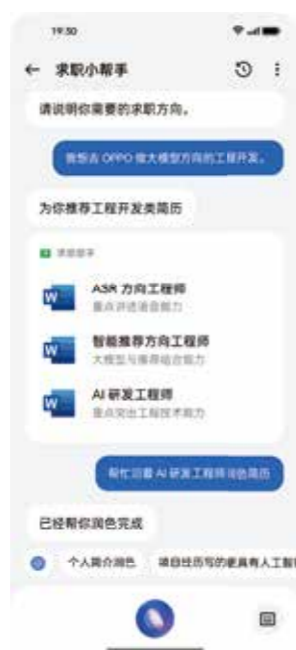 19:50
求职小帮手
请说明你需要的求职方向。
我想去 OPPO 做大模型方向的工程开发。
为你推荐工程开发类简历
ASR 方向工程师
重点讲述语音能力
智能推荐方向工程师
大模型与推荐结合能力
AI 研发工程师
重点突出工程技术能力
帮忙沿着 AI 研发工程师润色简历
已经帮你润色完成
个人简介润色
项目经历写的更具有人工智